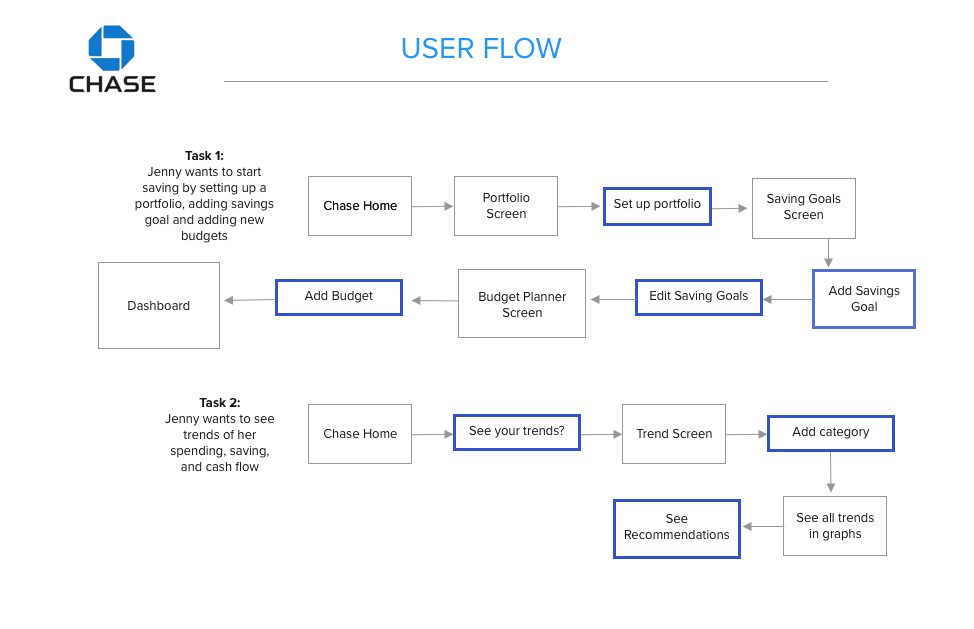 CHASE
USER FLOW
Task 1:
Jenny wants to start
saving by setting up a
portfolio, adding savings
goal and adding new
budgets
Chase Home
Portfolio
Screen
Set up portfolio
Saving Goals
Screen
Add Savings
Goal
Edit Saving Goals
Budget Planner
Screen
Add Budget
Dashboard
Task 2:
Jenny wants to see
trends of her
spending, saving,
and cash flow
Chase Home
See your trends?
Trend Screen
Add category
See all trends
in graphs
See
Recommendations